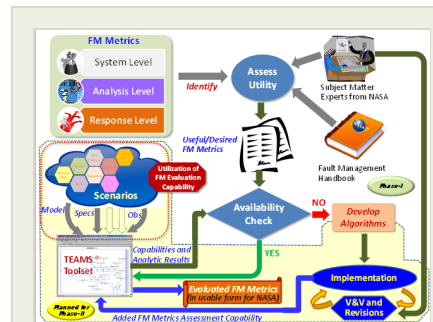 FM Metrics
System Level
Analysis Level
Response Level
Identify
Assess
Utility
Subject Matter
Experts from NASA
Useful/Desired
FM Metrics
Fault Management
Handbook
Phase-I
Utilization of
FM Evaluation
Capability
Scenarios
Model
Specs
Obs
Availability
Check
NO
Develop
Algorithms
YES
Capabilities and
Analytic Results
TEAMS
Toolset
Evaluated FM Metrics
(in usable form for NASA)
Implementation
V&V and
Revisions
Planned for
Phase-II
Added FM Metrics Assessment Capability